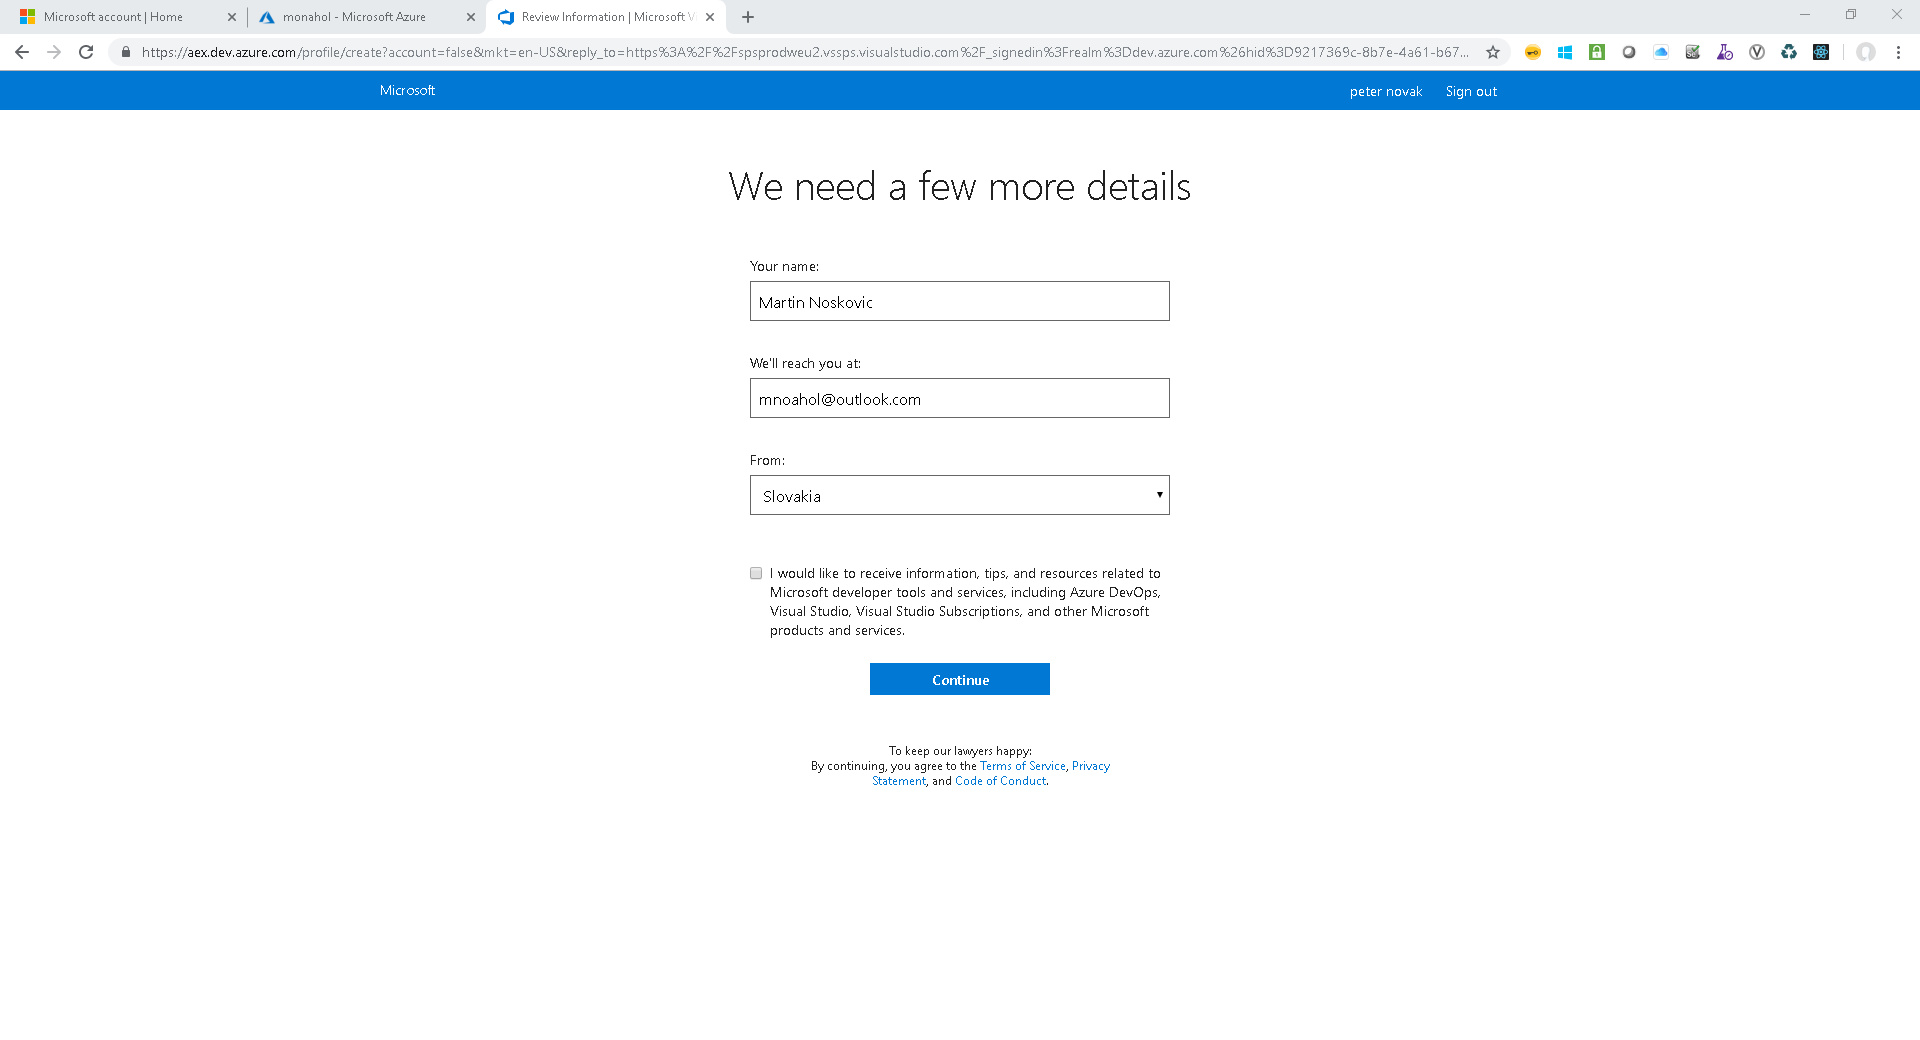 Microsoft account | Home
monahol - Microsoft Azure
Review Information | Microsoft Vi
https://aex.dev.azure.com/profile/create?account=false&mkt=en-US&reply_to=https%3A%2F%2Fspsprodweu2.vssps.visualstudio.com%2F_signedin%3Frealm%3Ddev.azure.com%26hid%3D9217369c-8b7e-4a61-b67...
Microsoft
peter novak
Sign out
We need a few more details
Your name:
Martin Noskovic
We'll reach you at:
mnoahol@outlook.com
From:
Slovakia
I would like to receive information, tips, and resources related to
Microsoft developer tools and services, including Azure DevOps,
Visual Studio, Visual Studio Subscriptions, and other Microsoft
products and services.
Continue
To keep our lawyers happy:
By continuing, you agree to the Terms of Service, Privacy
Statement, and Code of Conduct.